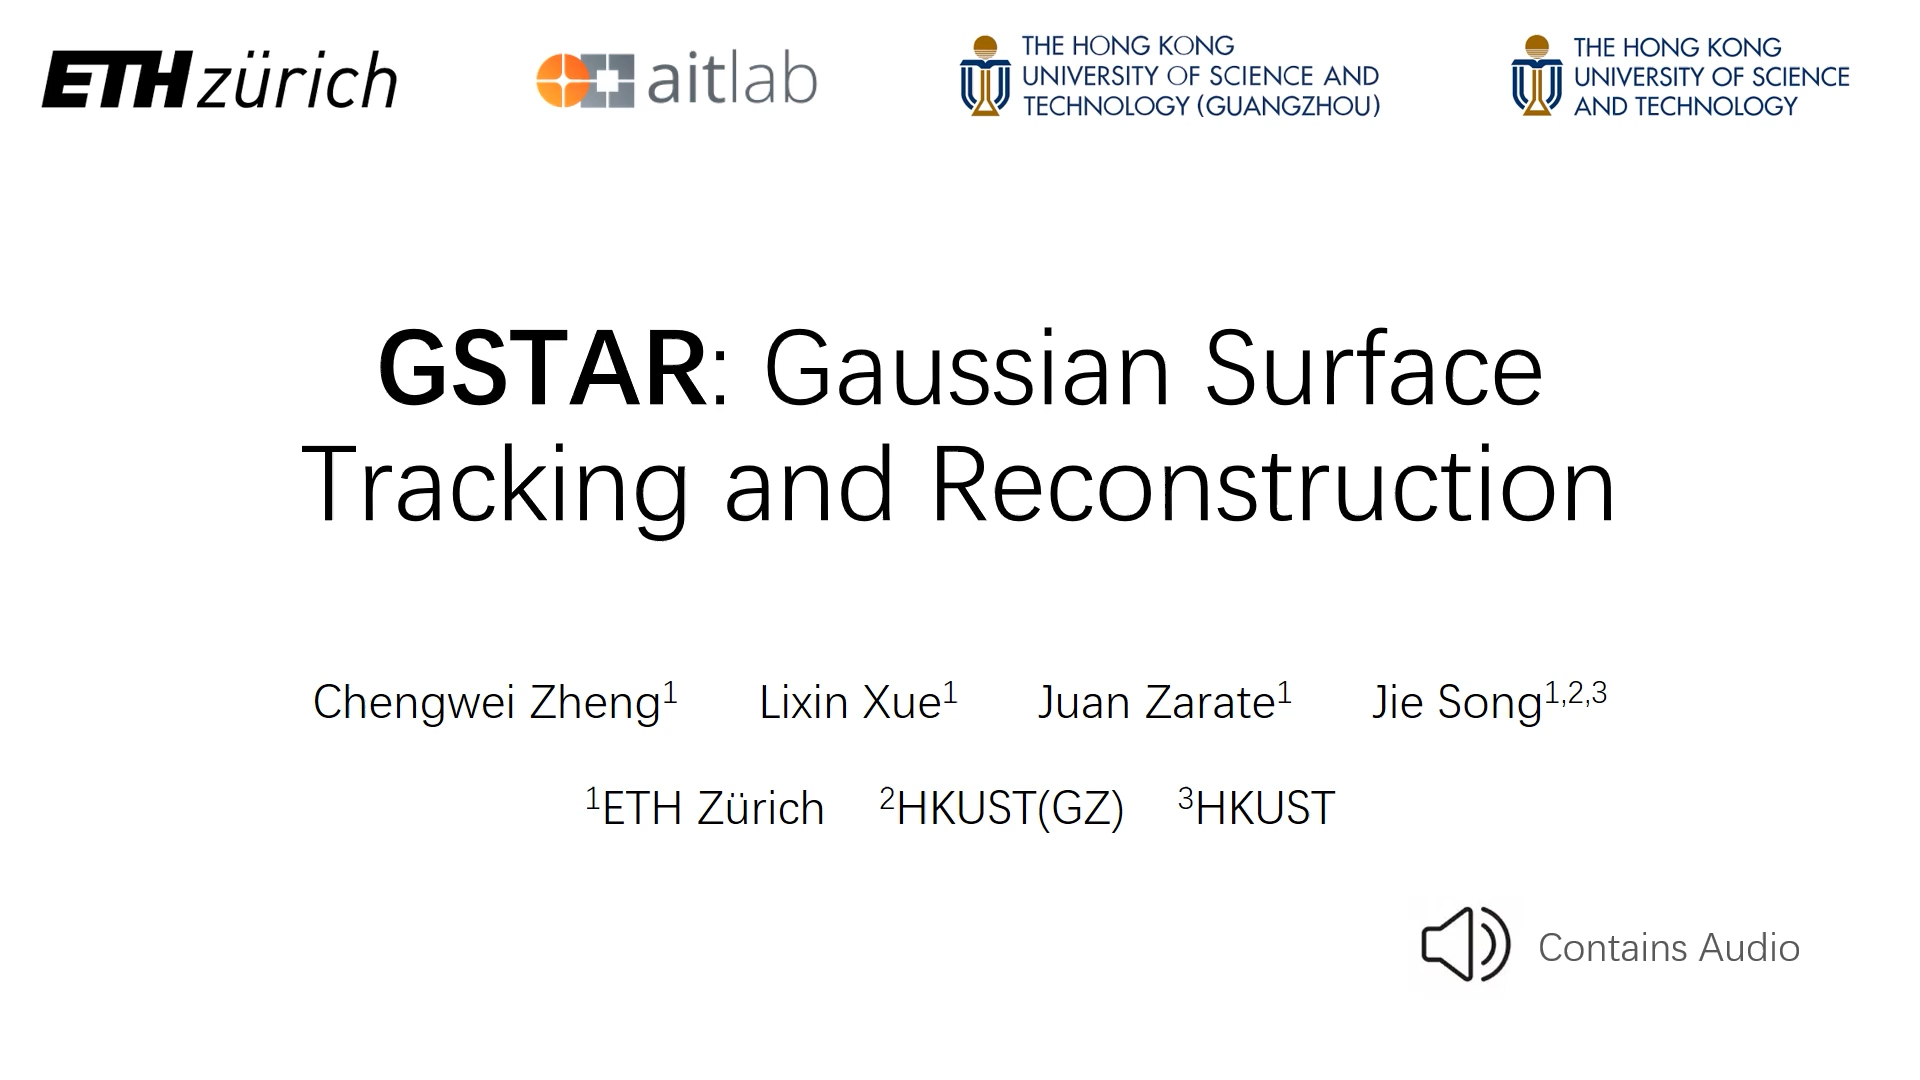 ETH zürich
aitlab
THE HONG KONG
UNIVERSITY OF SCIENCE AND
TECHNOLOGY (GUANGZHOU)
THE HONG KONG
UNIVERSITY OF SCIENCE
AND TECHNOLOGY
GSTAR: Gaussian Surface
Tracking and Reconstruction
Chengwei Zheng¹ Lixin Xue¹ Juan Zarate¹ Jie Song¹,²,³
¹ETH Zürich ²HKUST(GZ) ³HKUST
Contains Audio